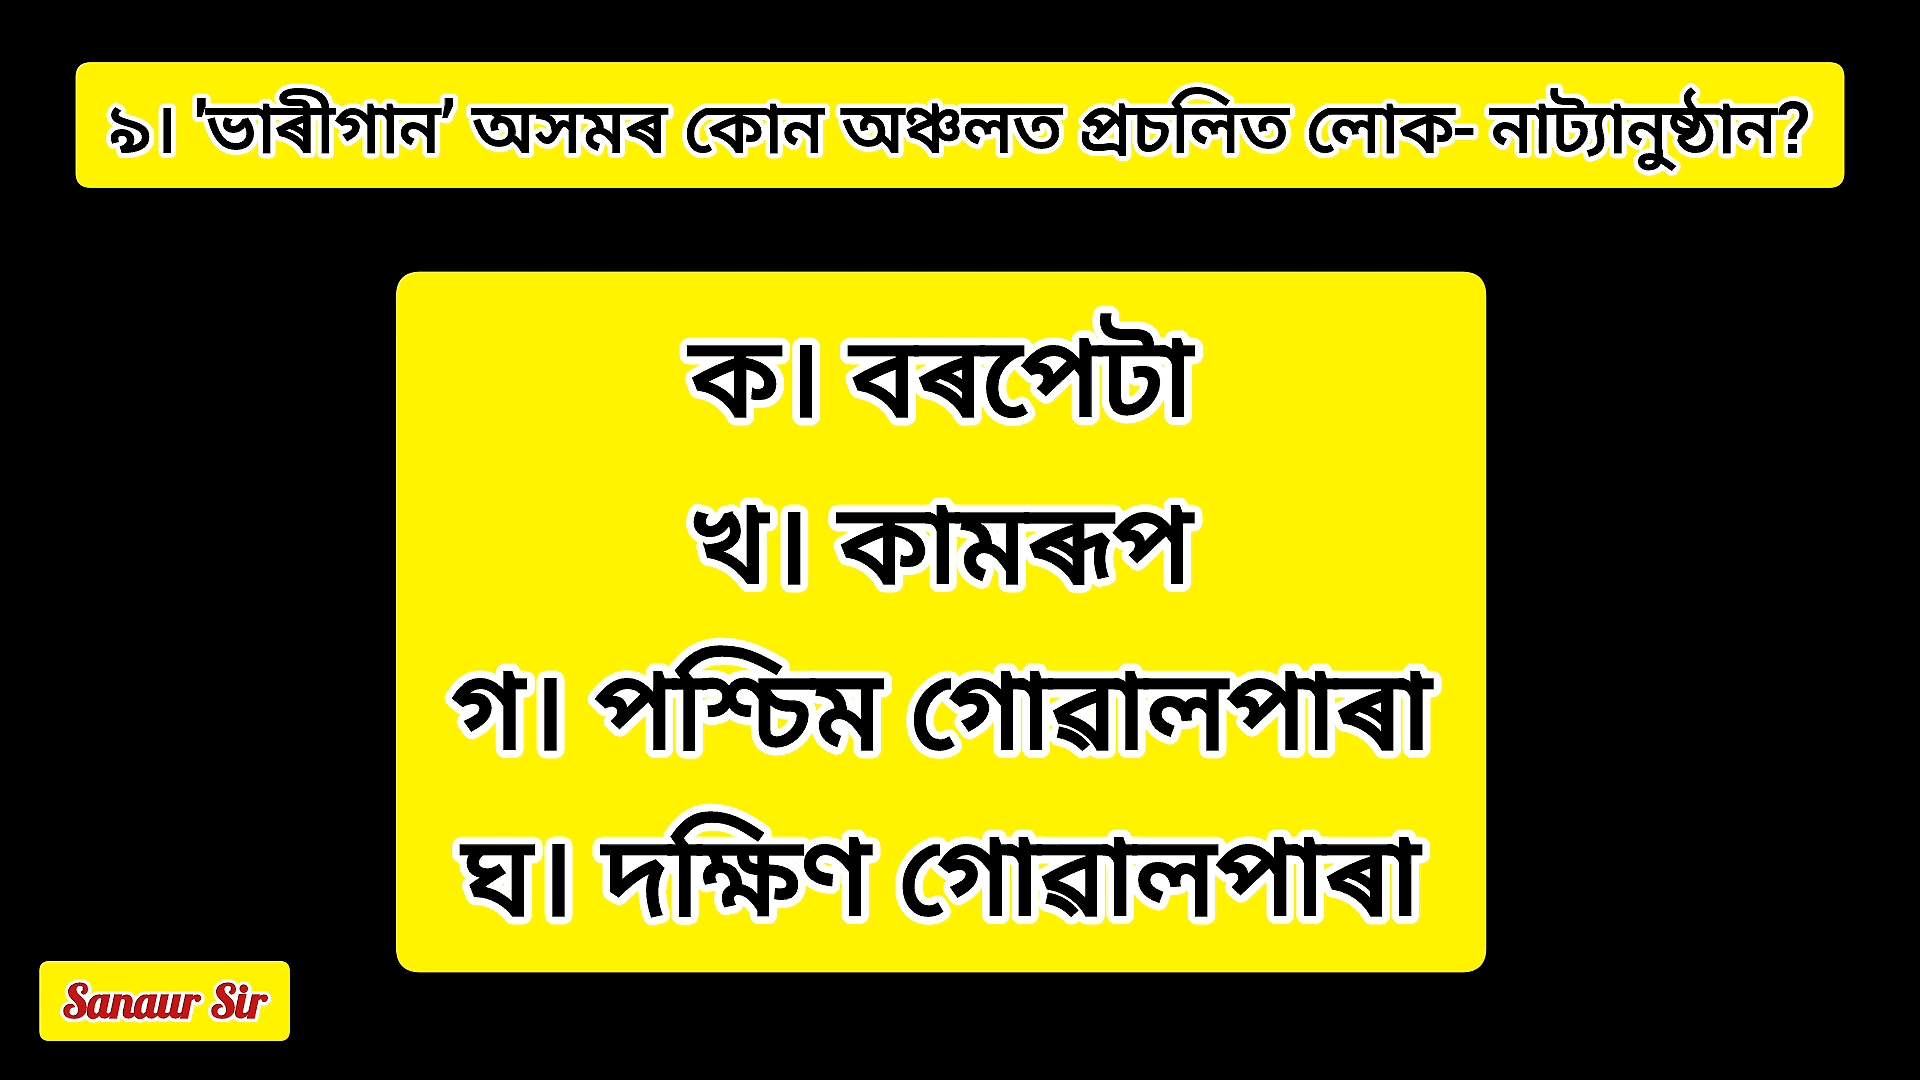 ৯। 'ভাৰীগান’ অসমৰ কোন অঞ্চলত প্ৰচলিত লোক- নাট্যানুষ্ঠান?
ক। বৰপেটা
খ। কামৰূপ
গ। পশ্চিম গোৱালপাৰা
ঘ। দক্ষিণ গোৱালপাৰা
Sanaur Sir